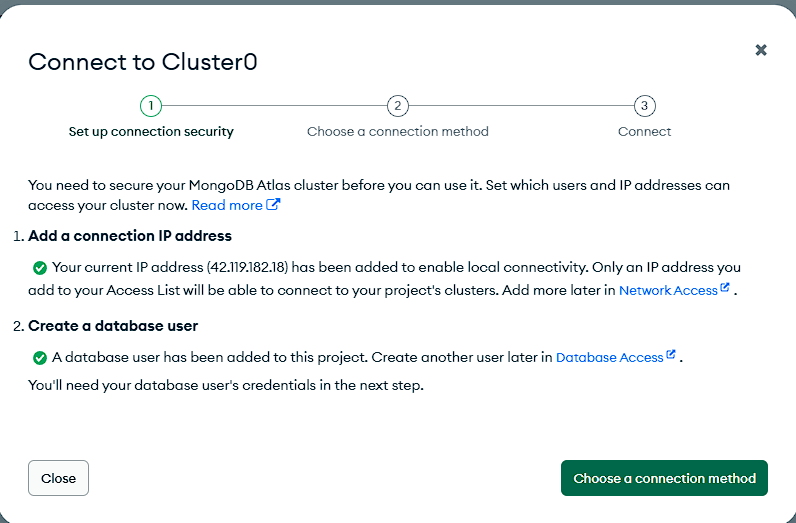 Connect to Cluster0
1
2
3
Set up connection security
Choose a connection method
Connect
You need to secure your MongoDB Atlas cluster before you can use it. Set which users and IP addresses can
access your cluster now. Read more
1. Add a connection IP address
Your current IP address (42.119.182.18) has been added to enable local connectivity. Only an IP address you
add to your Access List will be able to connect to your project's clusters. Add more later in Network Access .
2. Create a database user
A database user has been added to this project. Create another user later in Database Access .
You'll need your database user's credentials in the next step.
Close
Choose a connection method